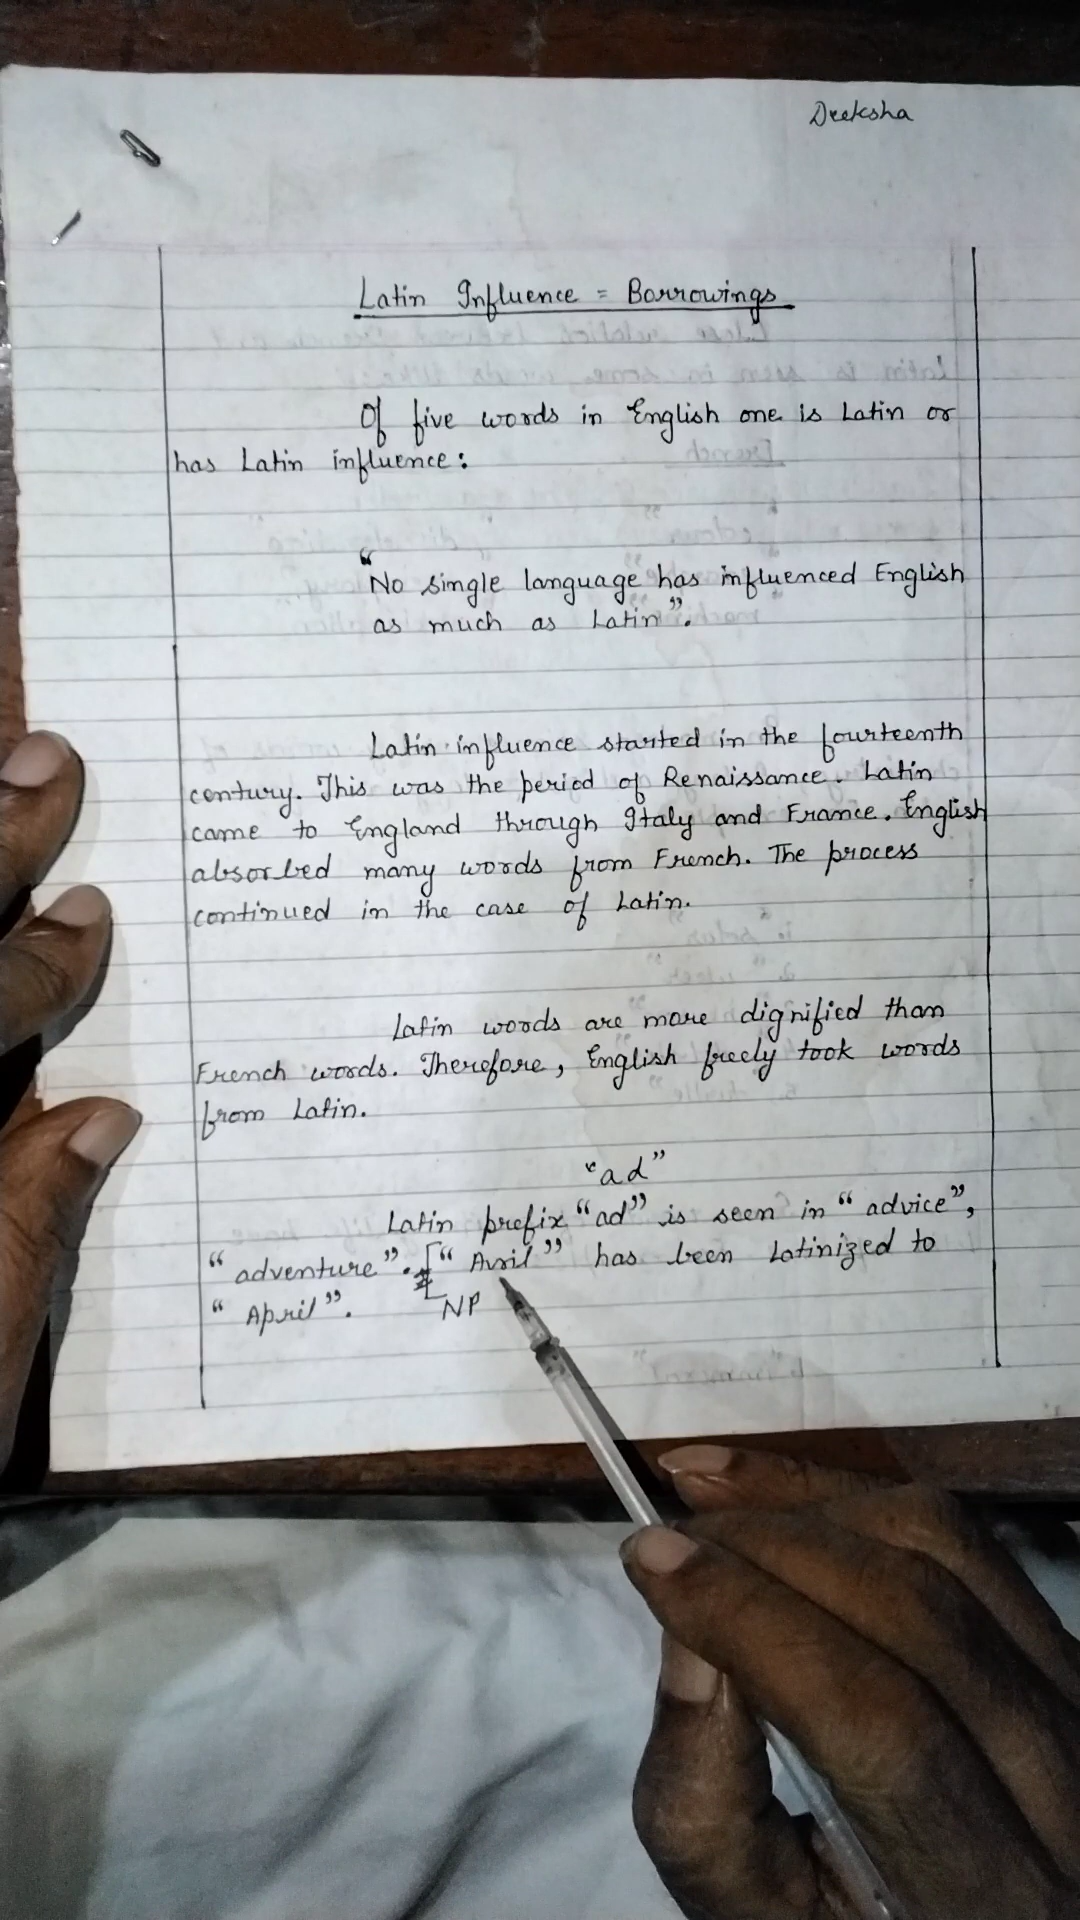 Deeksha
Latin Influence = Borrowings
Of five words in English one is Latin or
has Latin influence:
"No single language has influenced English
as much as Latin".
Latin influence started in the fourteenth
century. This was the period of Renaissance. Latin
came to England through Italy and France. English
absorbed many words from French. The process
continued in the case of Latin.
Latin words are more dignified than
French words. Therefore, English freely took words
from Latin.
"ad"
Latin prefix "ad" is seen in "advice",
"adventure". ["Avril" has been Latinized to
"April".
NP